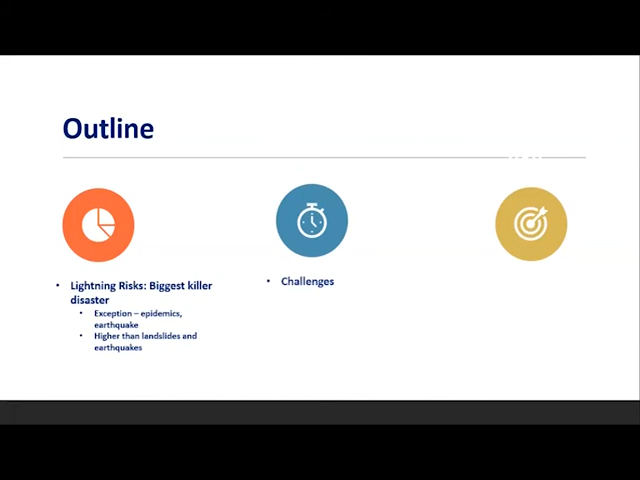 Outline
• Lightning Risks: Biggest killer
disaster
• Exception – epidemics,
earthquake
• Higher than landslides and
earthquakes
• Challenges